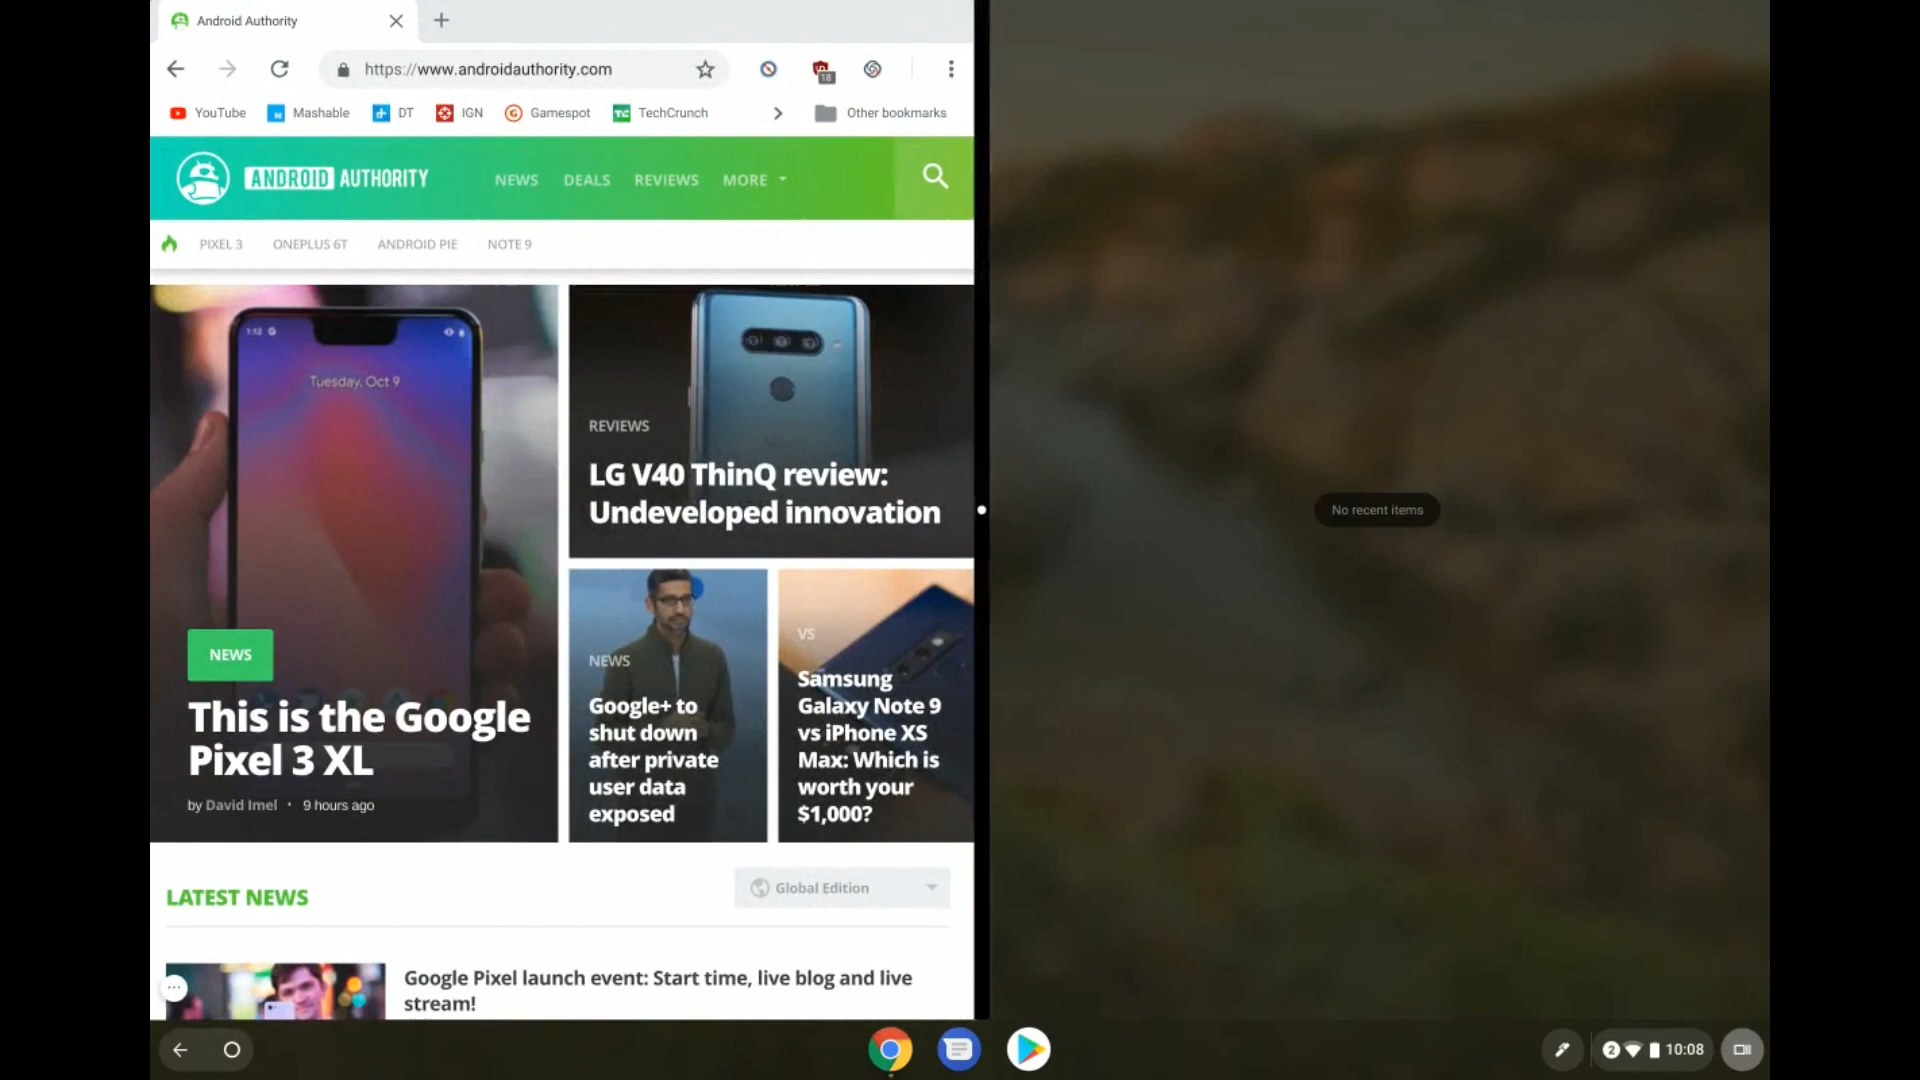 Android Authority
https://www.androidauthority.com
18
YouTube
Mashable
DT
IGN
Gamespot
TechCrunch
Other bookmarks
ANDROID AUTHORITY
NEWS
DEALS
REVIEWS
MORE
PIXEL 3
ONEPLUS 6T
ANDROID PIE
NOTE 9
1:12
Tuesday, Oct 9
NEWS
This is the Google
Pixel 3 XL
by David Imel • 9 hours ago
REVIEWS
LG V40 ThinQ review:
Undeveloped innovation
NEWS
Google+ to
shut down
after private
user data
exposed
VS
Samsung
Galaxy Note 9
vs iPhone XS
Max: Which is
worth your
$1,000?
LATEST NEWS
Global Edition
Google Pixel launch event: Start time, live blog and live
stream!
No recent items
2
10:08